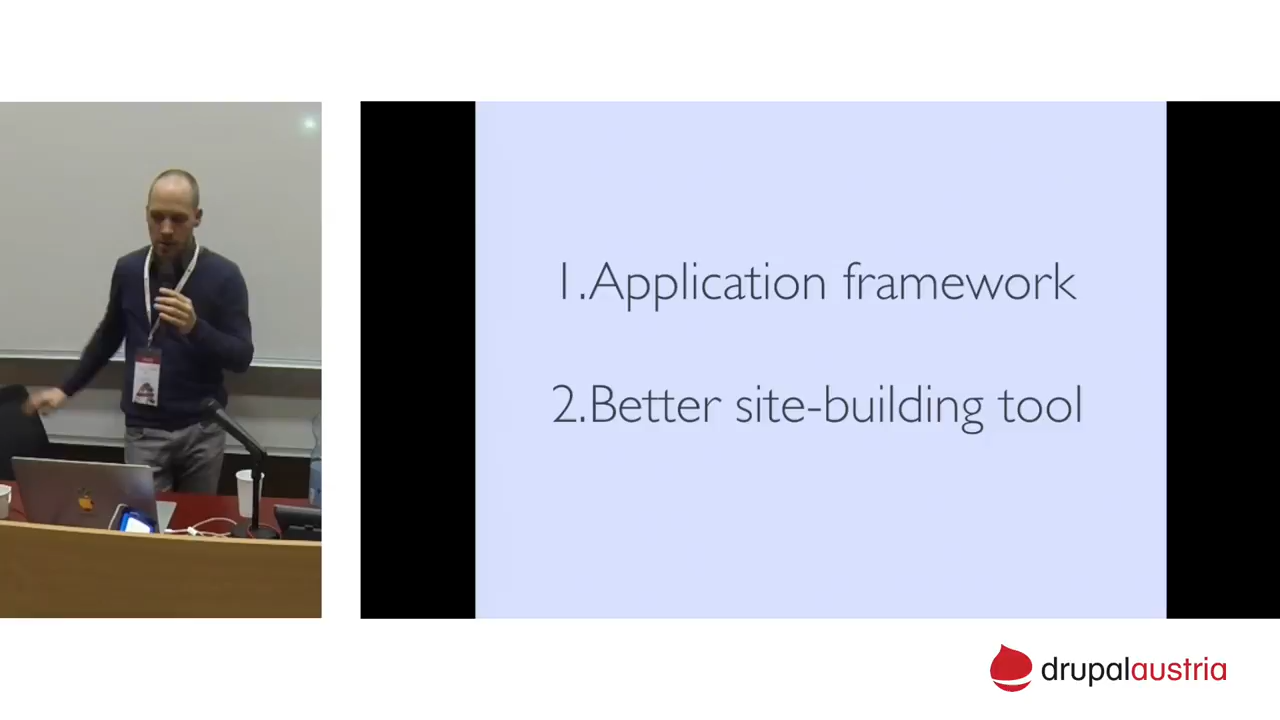 1.Application framework
2.Better site-building tool
drupalaustria